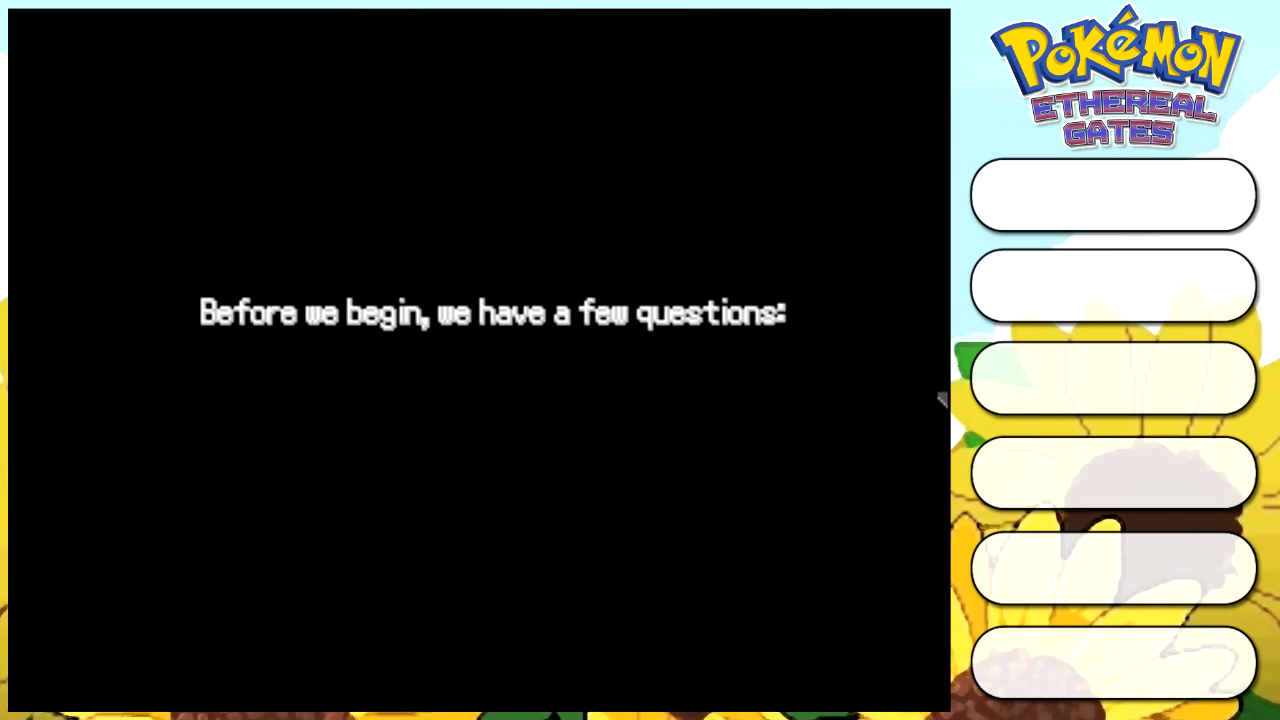 POKéMON
ETHEREAL
GATES
Before we begin, we have a few questions: